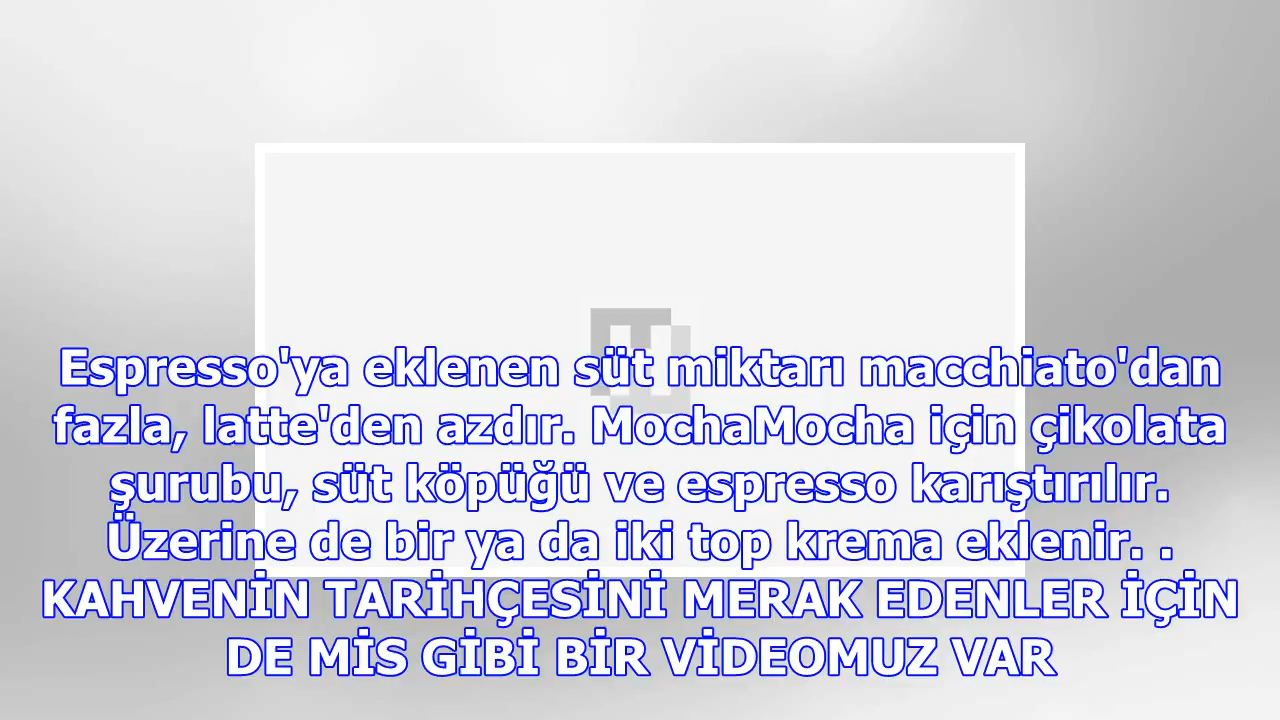 Espresso'ya eklenen süt miktarı macchiato'dan
fazla, latte'den azdır. MochaMocha için çikolata
şurubu, süt köpüğü ve espresso karıştırılır.
Üzerine de bir ya da iki top krema eklenir. .
KAHVENİN TARİHÇESİNİ MERAK EDENLER İÇİN
DE MİS GİBİ BİR VİDEOMUZ VAR